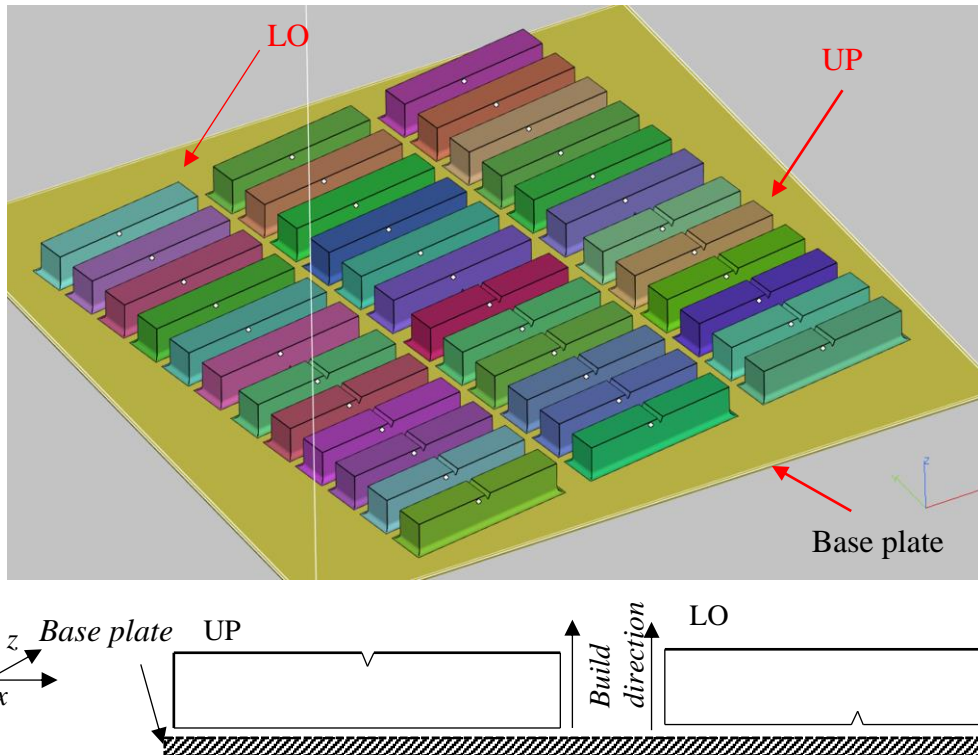 LO
UP
Base plate
z
Base plate
UP
Build
direction
LO
z
x